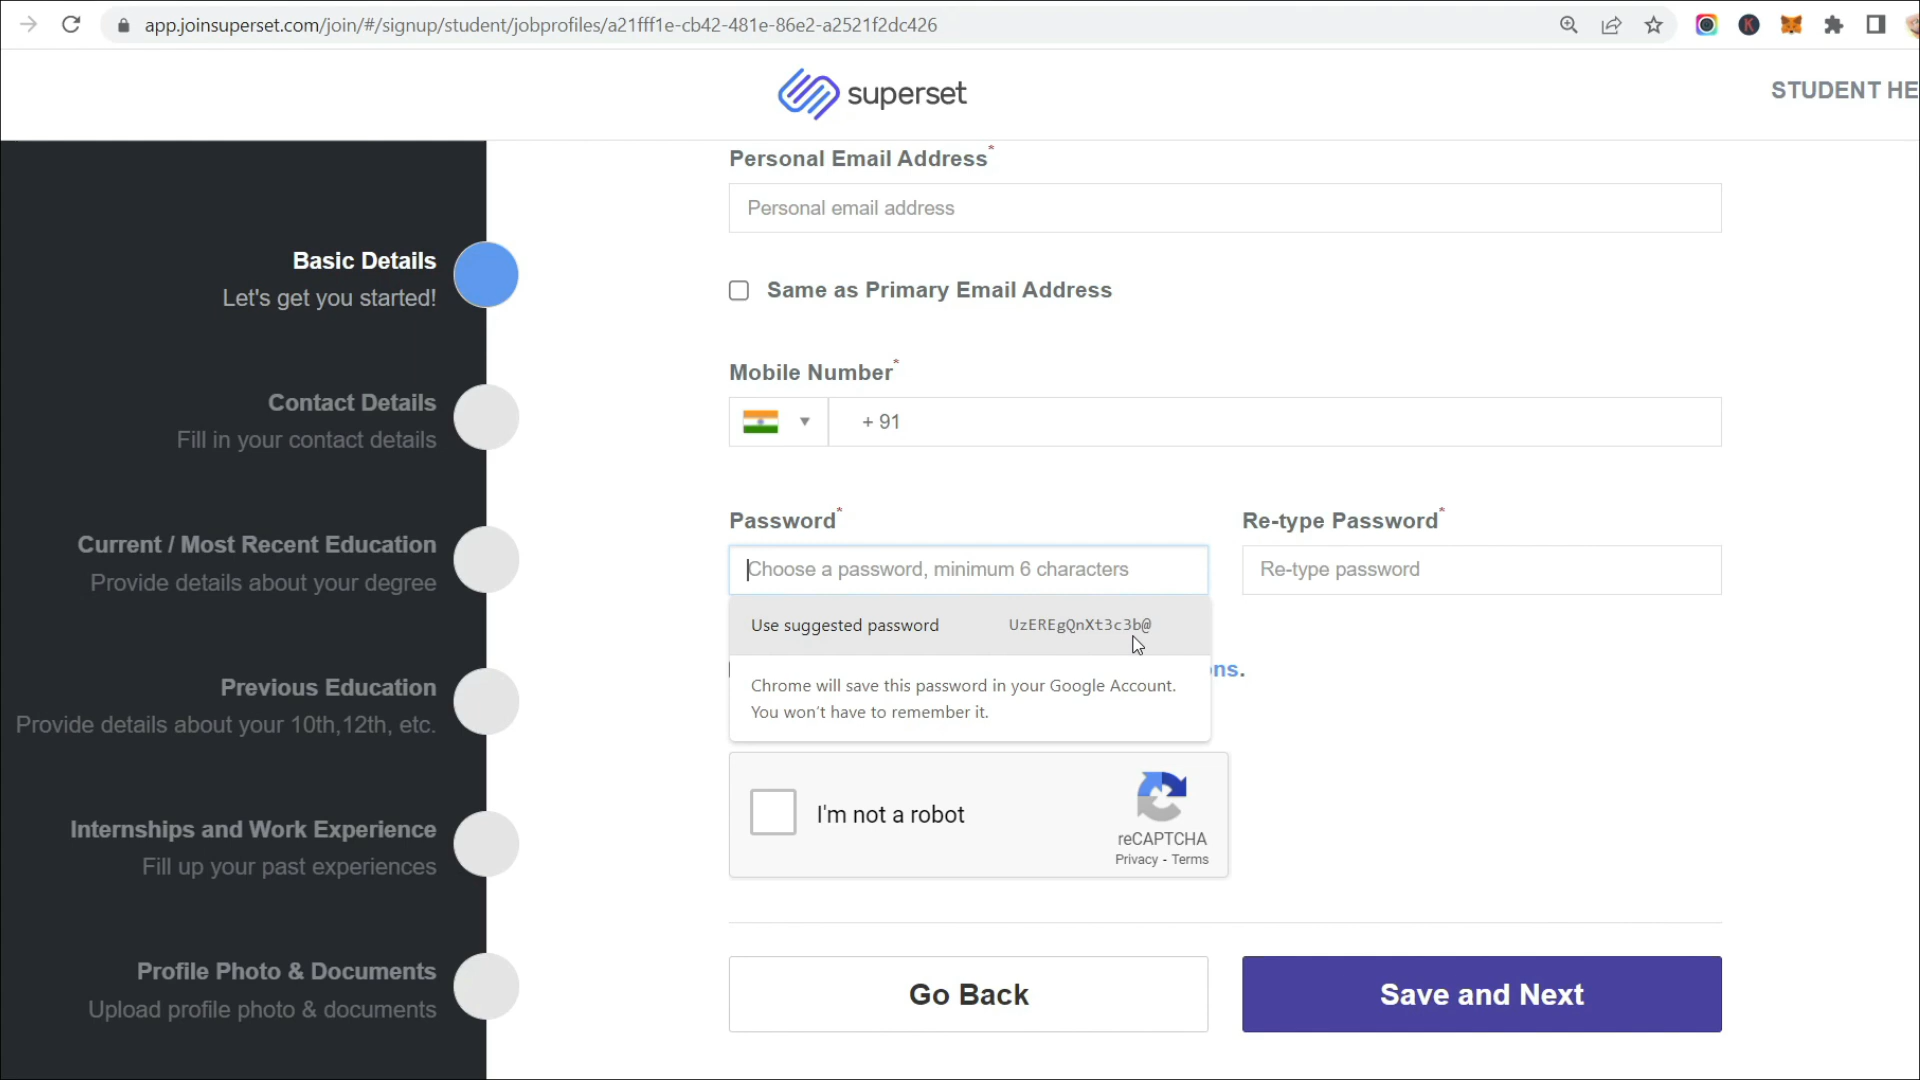 app.joinsuperset.com/join/#/signup/student/jobprofiles/a21fff1e-cb42-481e-86e2-a2521f2dc426
superset
STUDENT HE
Personal Email Address*
Personal email address
Same as Primary Email Address
Mobile Number*
+ 91
Password*
Re-type Password*
Choose a password, minimum 6 characters
Re-type password
Use suggested password UzEREgQnXt3c3b@
ns.
Chrome will save this password in your Google Account.
You won't have to remember it.
I'm not a robot
reCAPTCHA
Privacy - Terms
Go Back
Save and Next
Basic Details
Let's get you started!
Contact Details
Fill in your contact details
Current / Most Recent Education
Provide details about your degree
Previous Education
Provide details about your 10th,12th, etc.
Internships and Work Experience
Fill up your past experiences
Profile Photo & Documents
Upload profile photo & documents